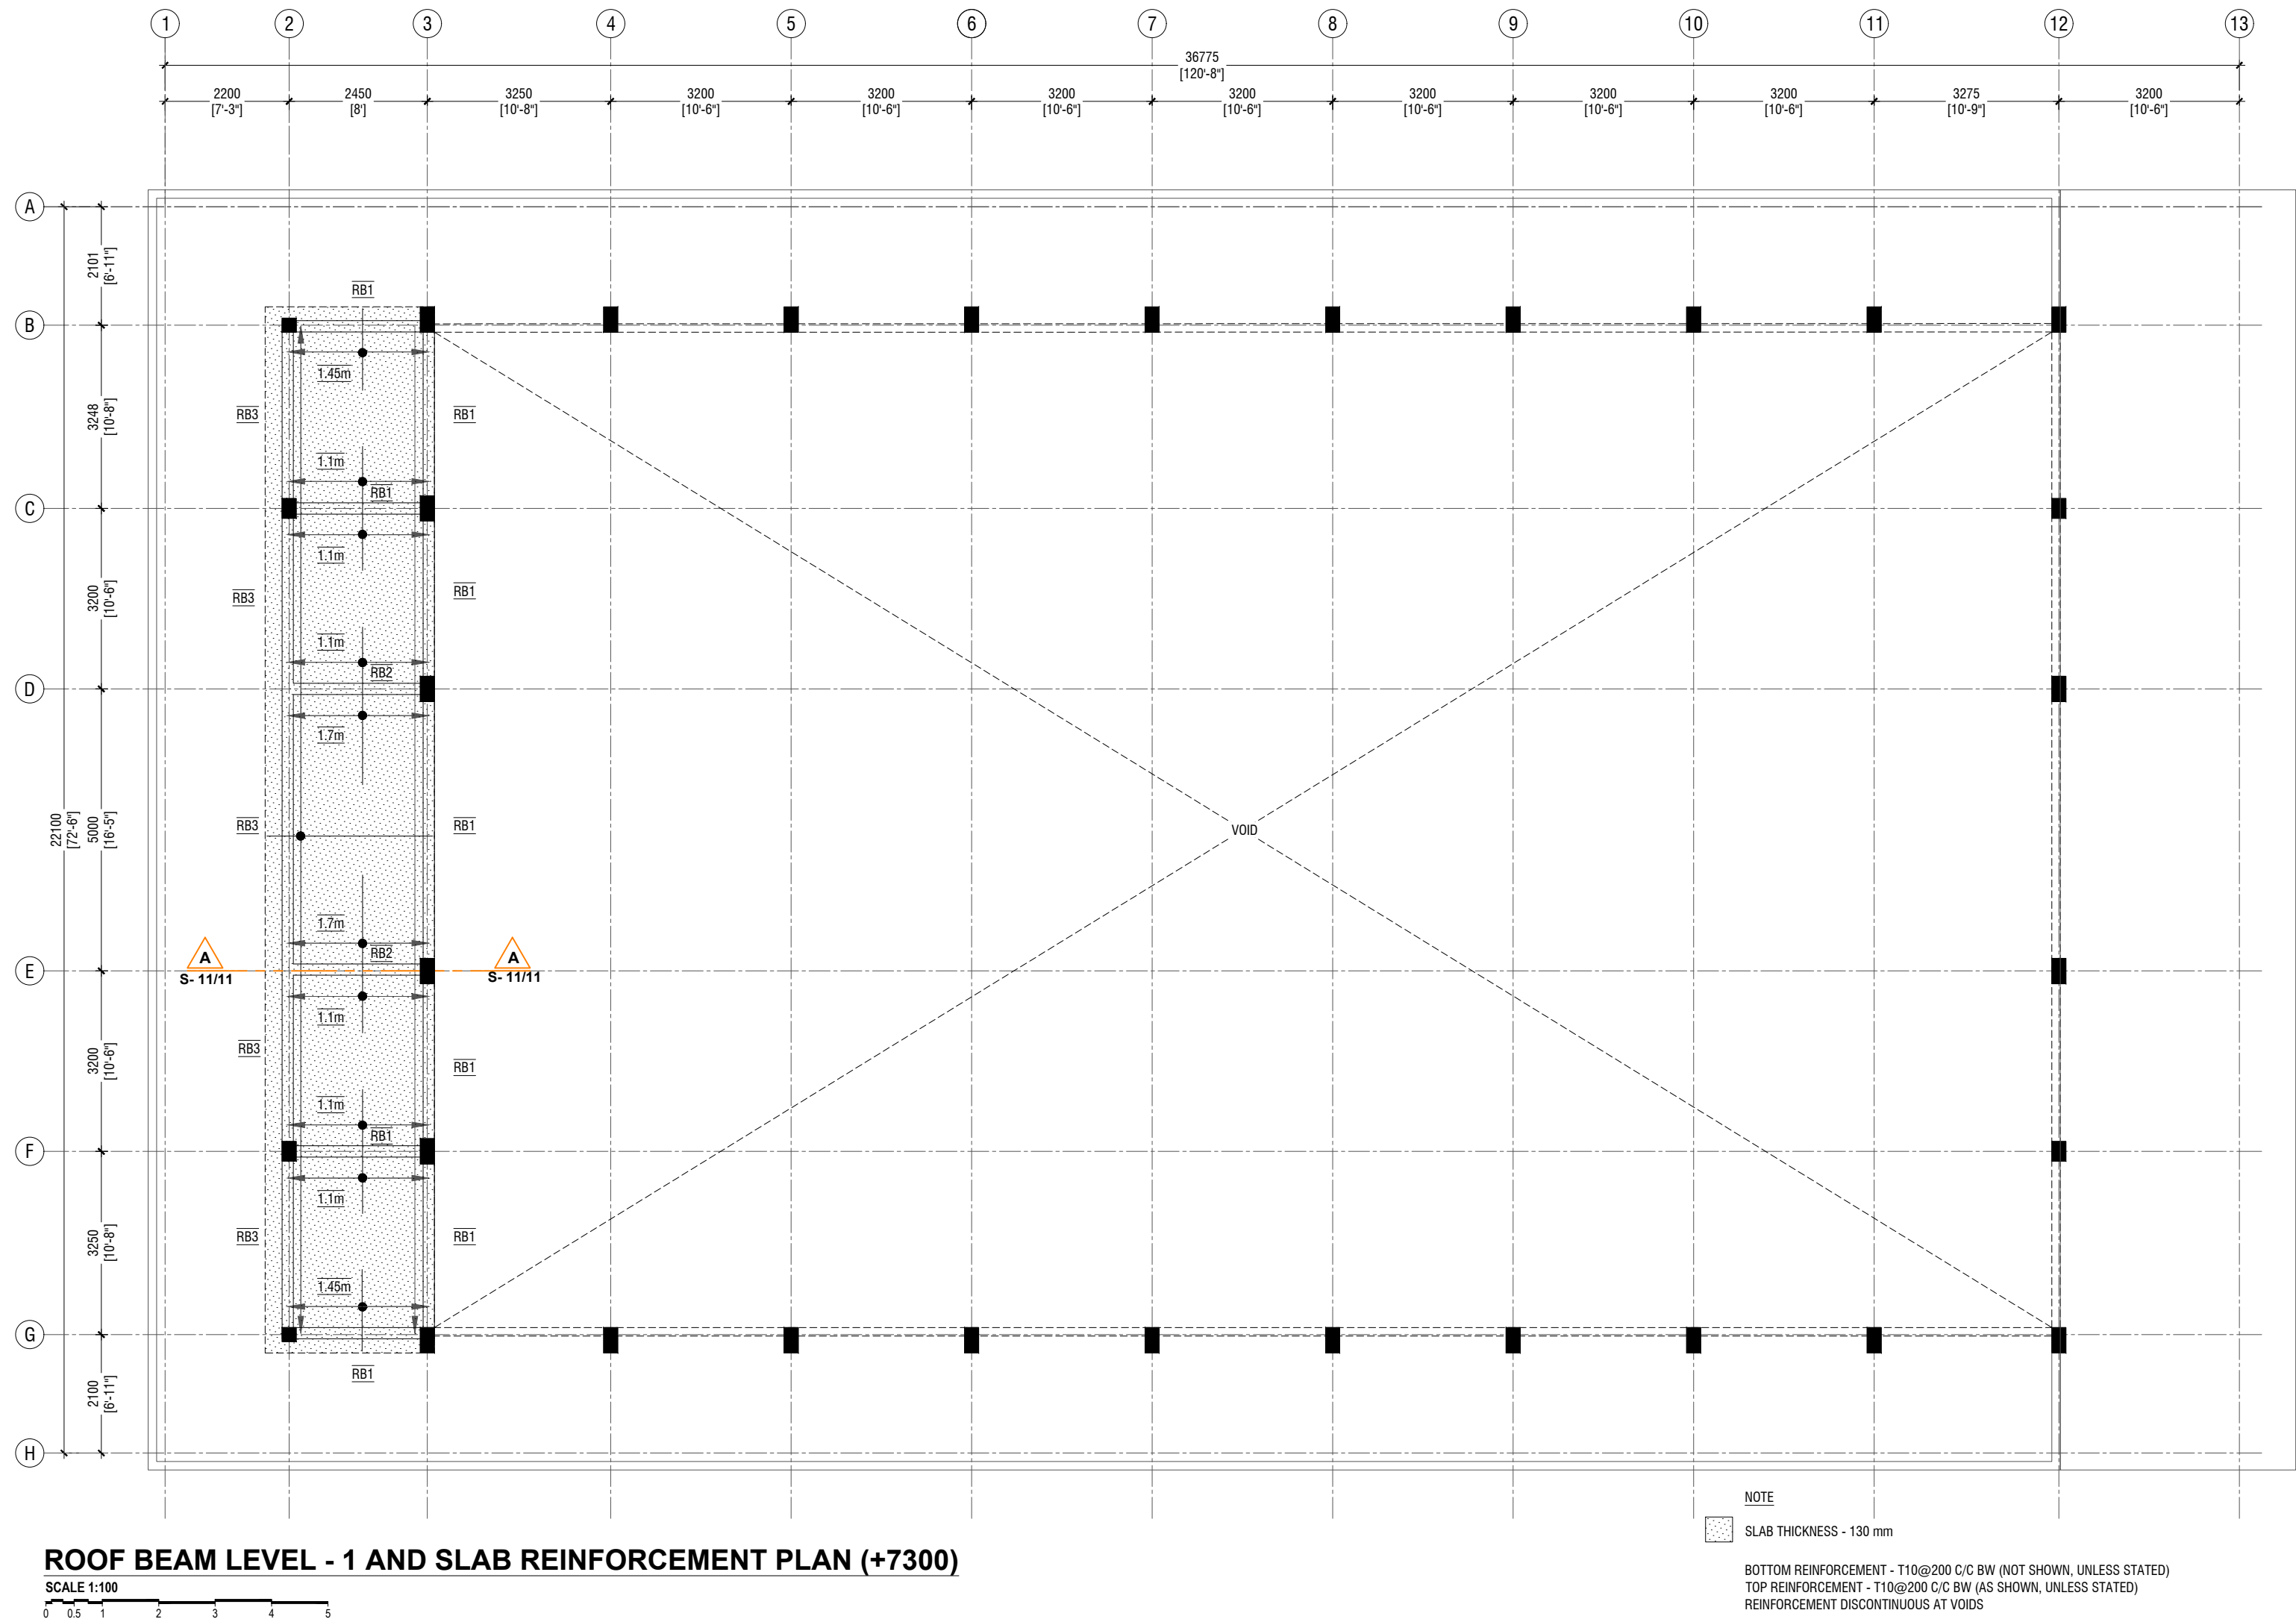 1 2 3 4 5 6 7 8 9 10 11 12 13
36775
[120'-8"]
2200 2450 3250 3200 3200 3200 3200 3200 3200 3200 3275 3200
[7'-3"] [8'] [10'-8"] [10'-6"] [10'-6"] [10'-6"] [10'-6"] [10'-6"] [10'-6"] [10'-6"] [10'-9"] [10'-6"]
A
2101
[6'-11"]
RB1
B
1.45m
3248
[10'-8"]
RB3 RB1
1.1m
RB1
C
1.1m
3200
[10'-6"]
RB3 RB1
1.1m
RB2
D
1.7m
22100
[72'-6"]
5000
[16'-5"]
RB3 RB1
VOID
1.7m
RB2
A A
E
S- 11/11 S- 11/11
1.1m
3200
[10'-6"]
RB3 RB1
1.1m
RB1
F
1.1m
3250
[10'-8"]
RB3 RB1
1.45m
G
RB1
2100
[6'-11"]
H
NOTE
SLAB THICKNESS - 130 mm
BOTTOM REINFORCEMENT - T10@200 C/C BW (NOT SHOWN, UNLESS STATED)
TOP REINFORCEMENT - T10@200 C/C BW (AS SHOWN, UNLESS STATED)
REINFORCEMENT DISCONTINUOUS AT VOIDS
ROOF BEAM LEVEL - 1 AND SLAB REINFORCEMENT PLAN (+7300)
SCALE 1:100
0 0.5 1 2 3 4 5